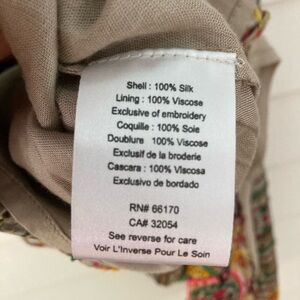 Shell : 100% Silk
Lining : 100% Viscose
Exclusive of embroidery
Coquille : 100% Soie
Doublure 100% Viscose
Exclusif de la broderie
Cascara : 100% Viscosa
Exclusivo de bordado
RN# 66170
CA# 32054
See reverse for care
Voir L'Inverse Pour Le Soin